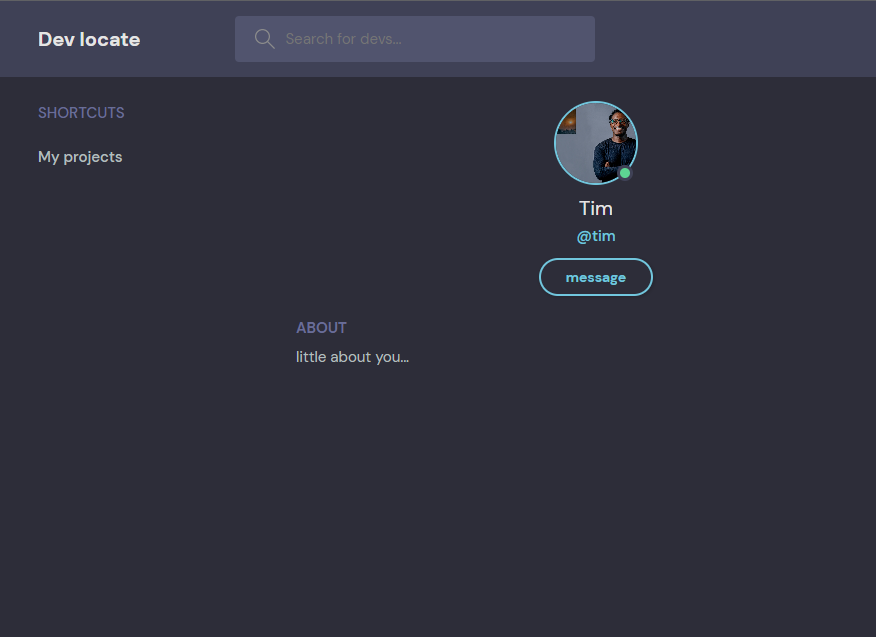 Dev locate
Search for devs...
SHORTCUTS
My projects
Tim
@tim
message
ABOUT
little about you...